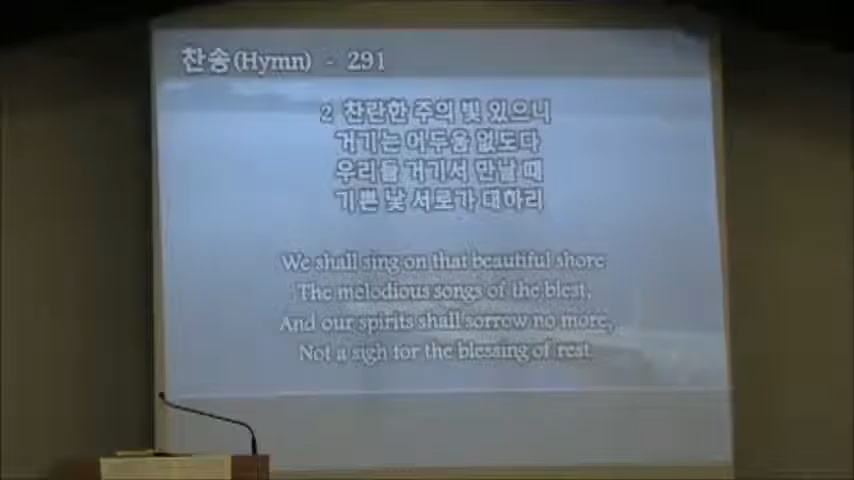 찬송(Hymn) - 291
2 찬란한 주의 빛 있으니
거기는 어두움 없도다
우리들 거기서 만날 때
기쁜 낯 서로가 대하리
We shall sing on that beautiful shore
The melodious songs of the blest,
And our spirits shall sorrow no more,
Not a sigh for the blessing of rest